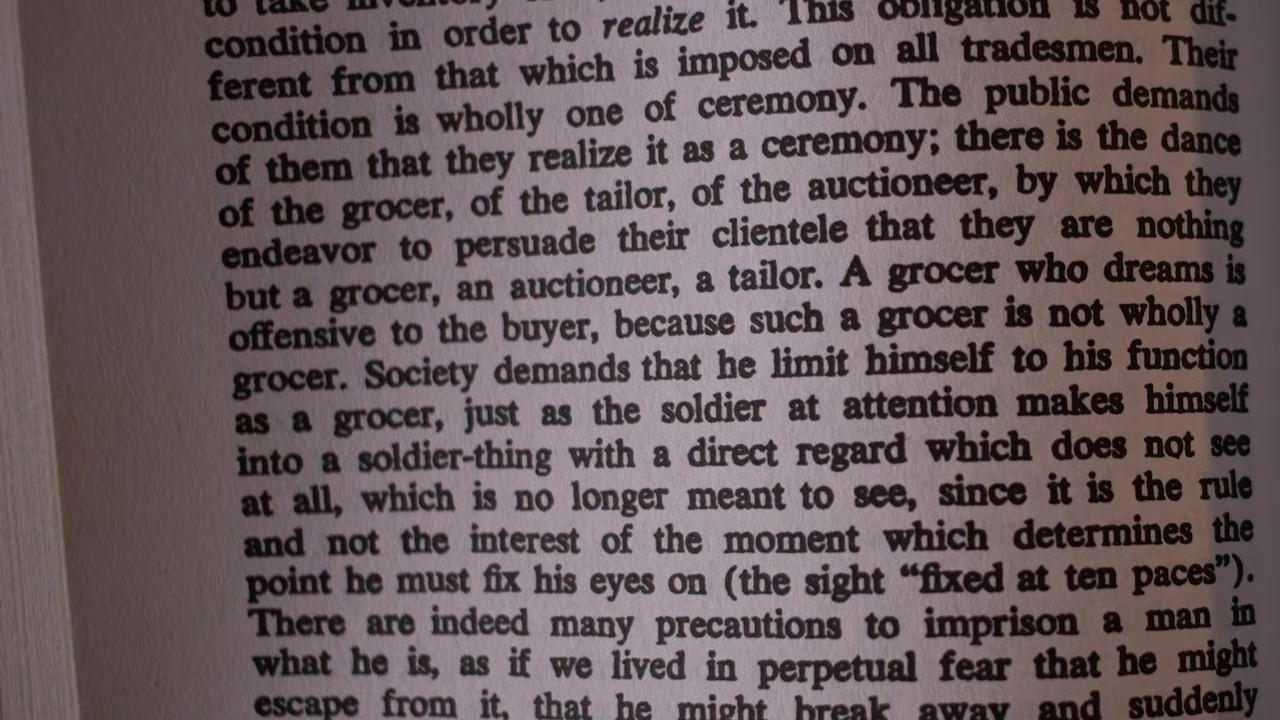 to take inventory
condition in order to realize it. This obligation is not dif-
ferent from that which is imposed on all tradesmen. Their
condition is wholly one of ceremony. The public demands
of them that they realize it as a ceremony; there is the dance
of the grocer, of the tailor, of the auctioneer, by which they
endeavor to persuade their clientele that they are nothing
but a grocer, an auctioneer, a tailor. A grocer who dreams is
offensive to the buyer, because such a grocer is not wholly a
grocer. Society demands that he limit himself to his function
as a grocer, just as the soldier at attention makes himself
into a soldier-thing with a direct regard which does not see
at all, which is no longer meant to see, since it is the rule
and not the interest of the moment which determines the
point he must fix his eyes on (the sight “fixed at ten paces”).
There are indeed many precautions to imprison a man in
what he is, as if we lived in perpetual fear that he might
escape from it, that he might break away and suddenly